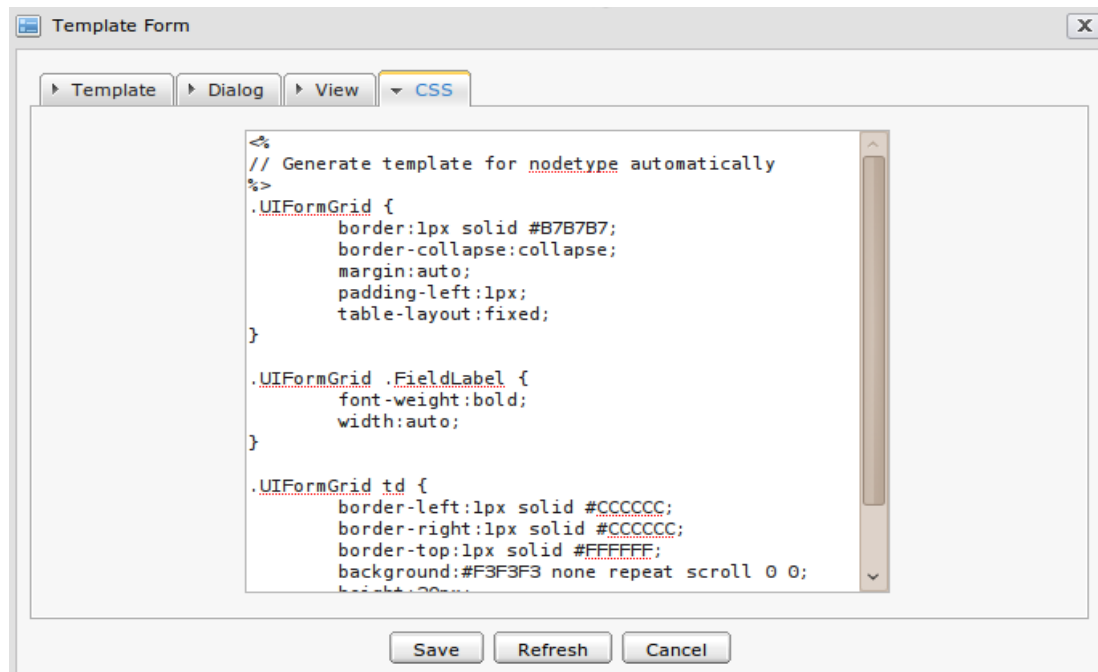 Template Form
X
Template Dialog View CSS
<%
// Generate template for nodetype automatically
%>
.UIFormGrid {
border:1px solid #B7B7B7;
border-collapse:collapse;
margin:auto;
padding-left:1px;
table-layout:fixed;
}
.UIFormGrid .FieldLabel {
font-weight:bold;
width:auto;
}
.UIFormGrid td {
border-left:1px solid #CCCCCC;
border-right:1px solid #CCCCCC;
border-top:1px solid #FFFFFF;
background:#F3F3F3 none repeat scroll 0 0;
Save Refresh Cancel